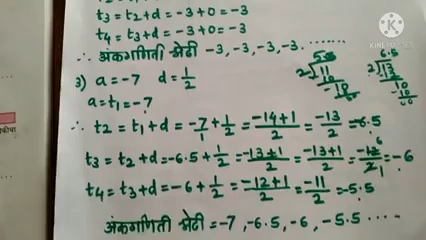 t₃ = t₂ + d = -3 + 0 = -3
t₄ = t₃ + d = -3 + 0 = -3
∴ अंकगणिती श्रेढी -3, -3, -3, -3 .......
3) a = -7 d = 1/2
a = t₁ = -7
∴ t₂ = t₁ + d = -7/1 + 1/2 = -14+1/2 = -13/2 = -6.5
t₃ = t₂ + d = -6.5 + 1/2 = -13+1/2 = -13+1/2 = -12/2 = -6
t₄ = t₃ + d = -6 + 1/2 = -12+1/2 = -11/2 = -5.5
अंकगणिती श्रेढी = -7, -6.5, -6, -5.5 .....
KINEMASTER